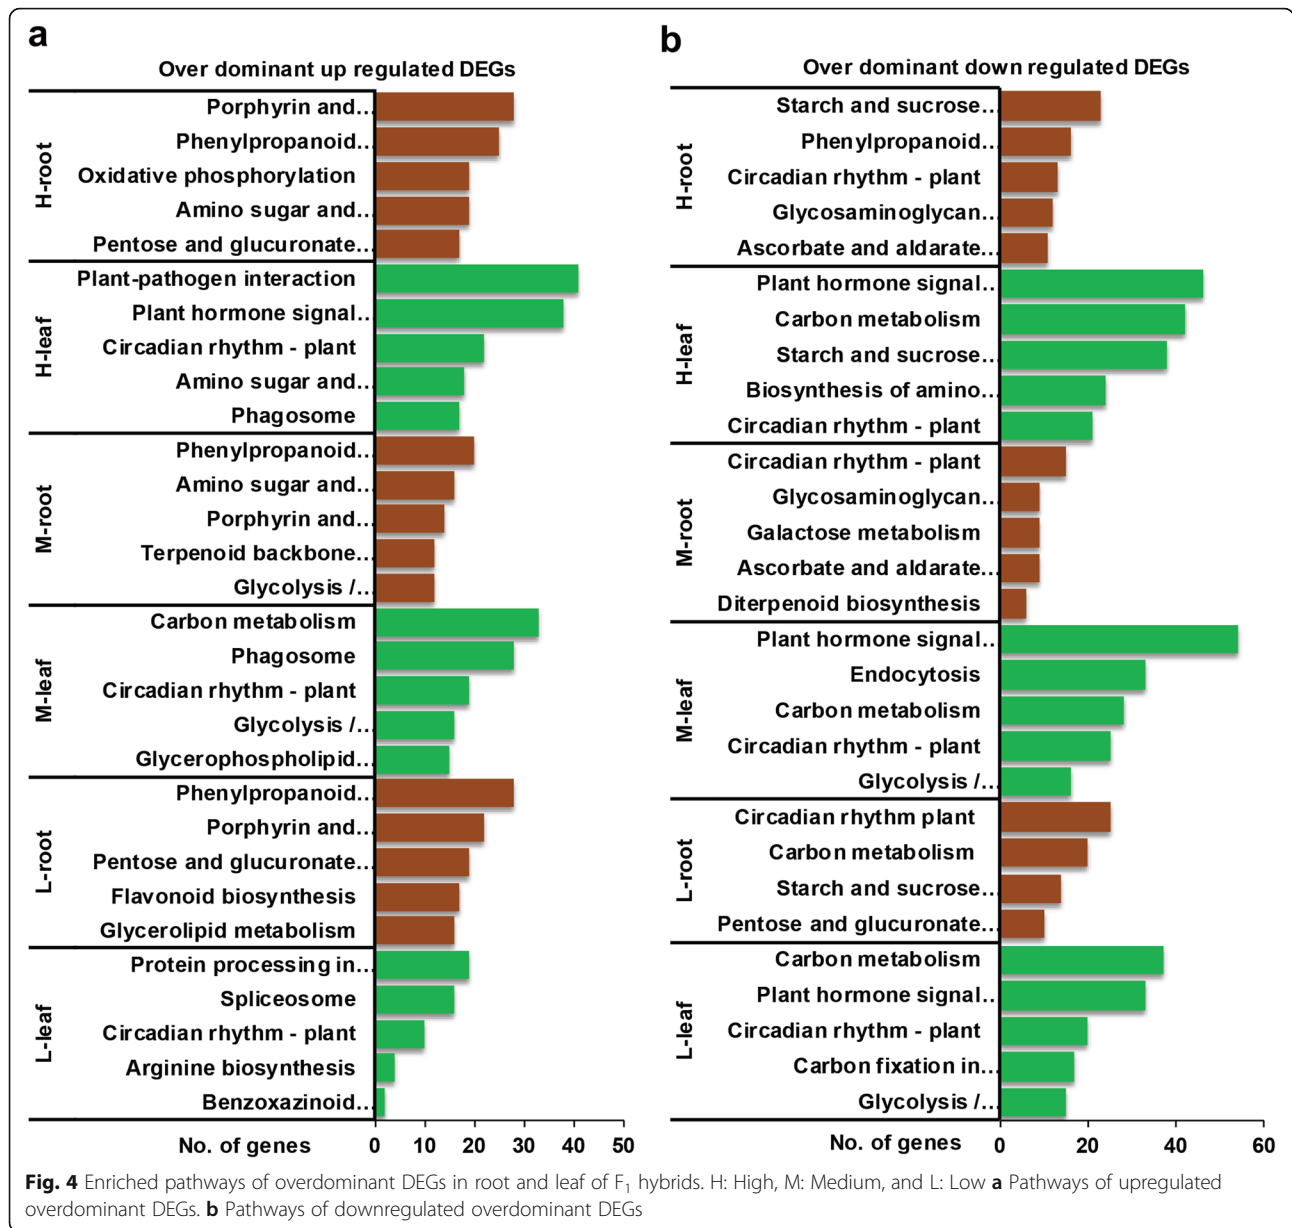 a
Over dominant up regulated DEGs
H-root
Porphyrin and...
Phenylpropanoid...
Oxidative phosphorylation
Amino sugar and...
Pentose and glucuronate...
H-leaf
Plant-pathogen interaction
Plant hormone signal..
Circadian rhythm - plant
Amino sugar and...
Phagosome
M-root
Phenylpropanoid...
Amino sugar and...
Porphyrin and...
Terpenoid backbone...
Glycolysis /...
M-leaf
Carbon metabolism
Phagosome
Circadian rhythm - plant
Glycolysis /...
Glycerophospholipid...
L-root
Phenylpropanoid...
Porphyrin and...
Pentose and glucuronate...
Flavonoid biosynthesis
Glycerolipid metabolism
L-leaf
Protein processing in...
Spliceosome
Circadian rhythm - plant
Arginine biosynthesis
Benzoxazinoid...
No. of genes 0 10 20 30 40 50
b
Over dominant down regulated DEGs
H-root
Starch and sucrose...
Phenylpropanoid...
Circadian rhythm - plant
Glycosaminoglycan...
Ascorbate and aldarate...
H-leaf
Plant hormone signal..
Carbon metabolism
Starch and sucrose...
Biosynthesis of amino...
Circadian rhythm - plant
M-root
Circadian rhythm - plant
Glycosaminoglycan...
Galactose metabolism
Ascorbate and aldarate...
Diterpenoid biosynthesis
M-leaf
Plant hormone signal..
Endocytosis
Carbon metabolism
Circadian rhythm - plant
Glycolysis /...
L-root
Circadian rhythm plant
Carbon metabolism
Starch and sucrose...
Pentose and glucuronate...
L-leaf
Carbon metabolism
Plant hormone signal..
Circadian rhythm - plant
Carbon fixation in...
Glycolysis /...
No. of genes 0 20 40 60
Fig. 4 Enriched pathways of overdominant DEGs in root and leaf of F1 hybrids. H: High, M: Medium, and L: Low a Pathways of upregulated
overdominant DEGs. b Pathways of downregulated overdominant DEGs